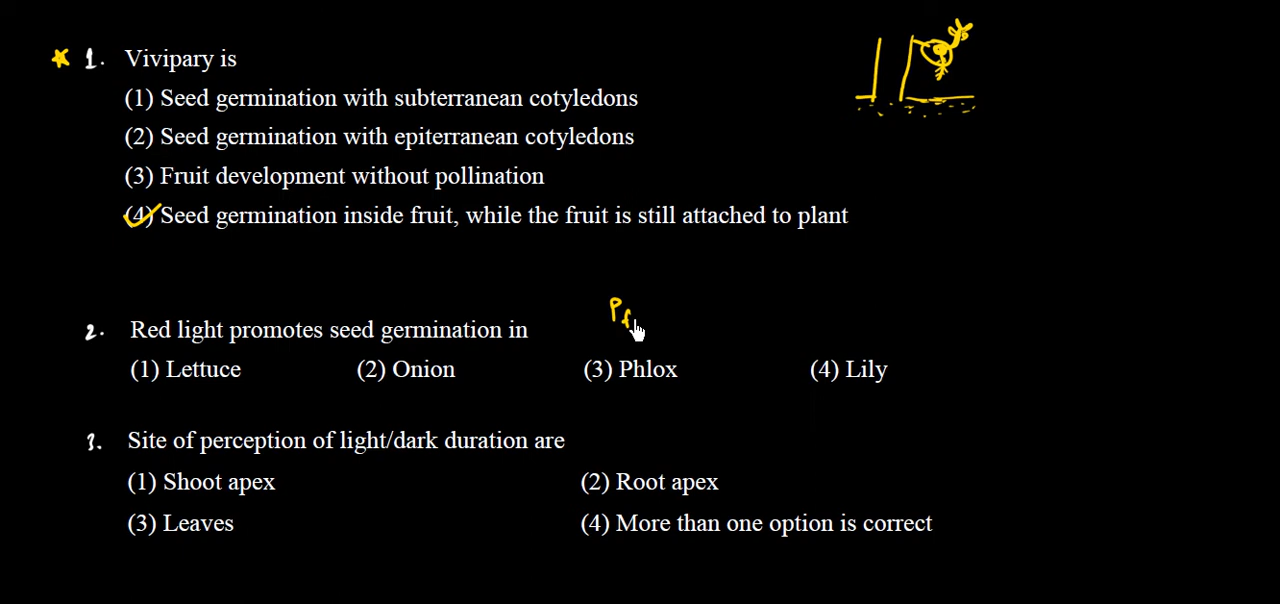 1. Vivipary is
(1) Seed germination with subterranean cotyledons
(2) Seed germination with epiterranean cotyledons
(3) Fruit development without pollination
(4) Seed germination inside fruit, while the fruit is still attached to plant
Pf
2. Red light promotes seed germination in
(1) Lettuce (2) Onion (3) Phlox (4) Lily
3. Site of perception of light/dark duration are
(1) Shoot apex (2) Root apex
(3) Leaves (4) More than one option is correct